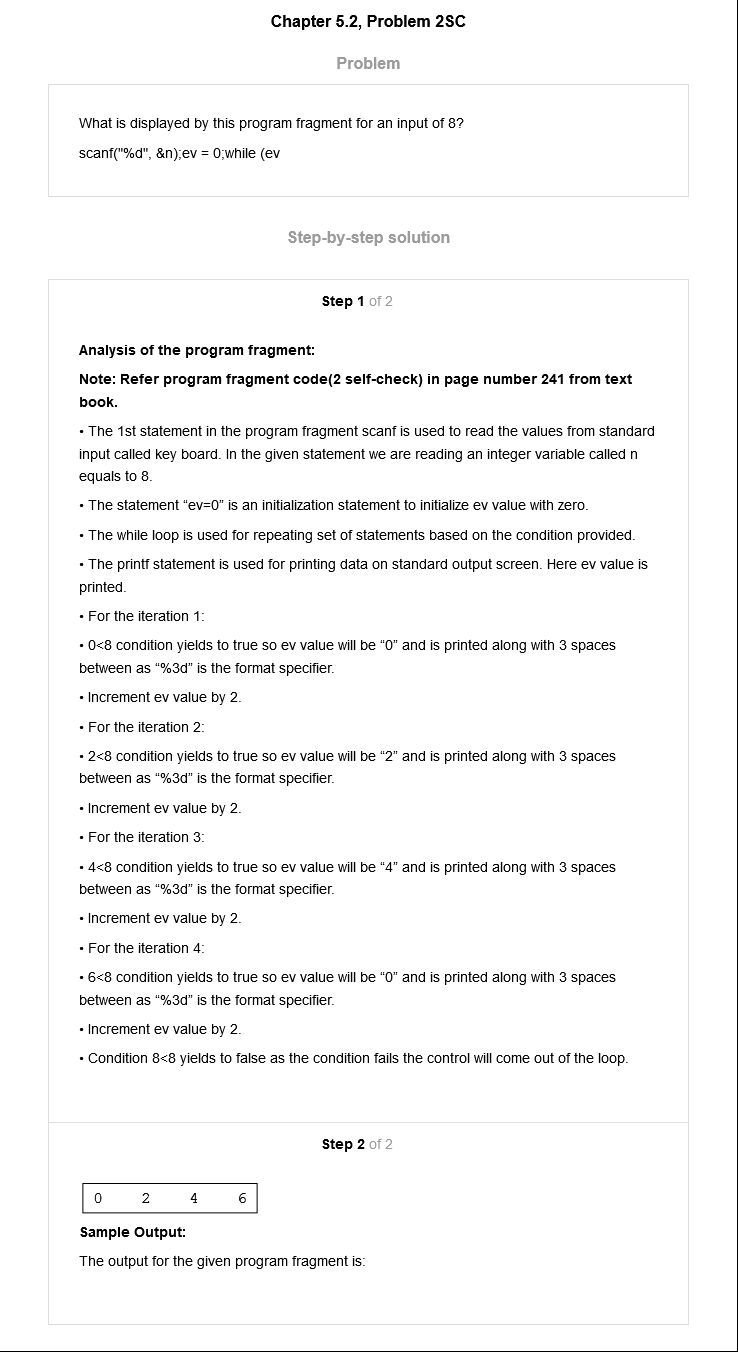 Chapter 5.2, Problem 2SC
Problem
What is displayed by this program fragment for an input of 8?
scanf("%d", &n);ev = 0;while (ev
Step-by-step solution
Step 1 of 2
Analysis of the program fragment:
Note: Refer program fragment code(2 self-check) in page number 241 from text
book.
• The 1st statement in the program fragment scanf is used to read the values from standard
input called key board. In the given statement we are reading an integer variable called n
equals to 8.
• The statement “ev=0” is an initialization statement to initialize ev value with zero.
• The while loop is used for repeating set of statements based on the condition provided.
• The printf statement is used for printing data on standard output screen. Here ev value is
printed.
• For the iteration 1:
• 0<8 condition yields to true so ev value will be “0” and is printed along with 3 spaces
between as “%3d” is the format specifier.
• Increment ev value by 2.
• For the iteration 2:
• 2<8 condition yields to true so ev value will be “2” and is printed along with 3 spaces
between as “%3d” is the format specifier.
• Increment ev value by 2.
• For the iteration 3:
• 4<8 condition yields to true so ev value will be “4” and is printed along with 3 spaces
between as “%3d” is the format specifier.
• Increment ev value by 2.
• For the iteration 4:
• 6<8 condition yields to true so ev value will be “0” and is printed along with 3 spaces
between as “%3d” is the format specifier.
• Increment ev value by 2.
• Condition 8<8 yields to false as the condition fails the control will come out of the loop.
Step 2 of 2
0 2 4 6
Sample Output:
The output for the given program fragment is: